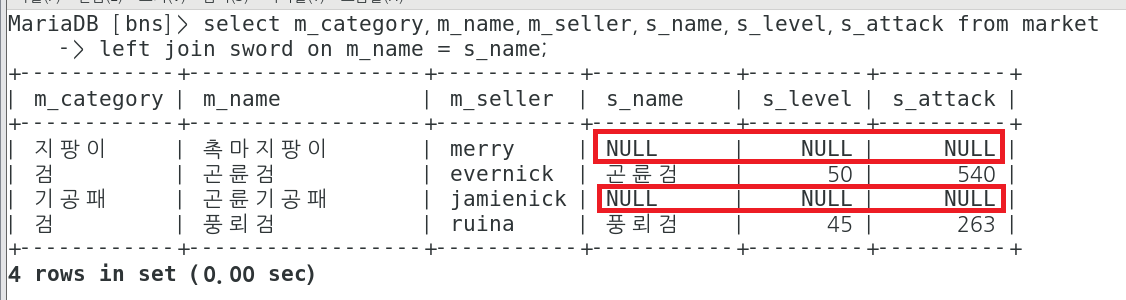 MariaDB [bns]> select m_category,m_name,m_seller,s_name,s_level,s_attack from market
    -> left join sword on m_name = s_name;
+------------+------------------+-----------+-----------+---------+----------+
| m_category | m_name           | m_seller  | s_name    | s_level | s_attack |
+------------+------------------+-----------+-----------+---------+----------+
| 지팡이 | 촉마지팡이 | merry | NULL | NULL | NULL |
| 검 | 곤륜검 | evernick | 곤륜검 | 50 | 540 |
| 기공패 | 곤륜기공패 | jamienick | NULL | NULL | NULL |
| 검 | 풍뢰검 | ruina | 풍뢰검 | 45 | 263 |
+------------+------------------+-----------+-----------+---------+----------+
4 rows in set (0.00 sec)